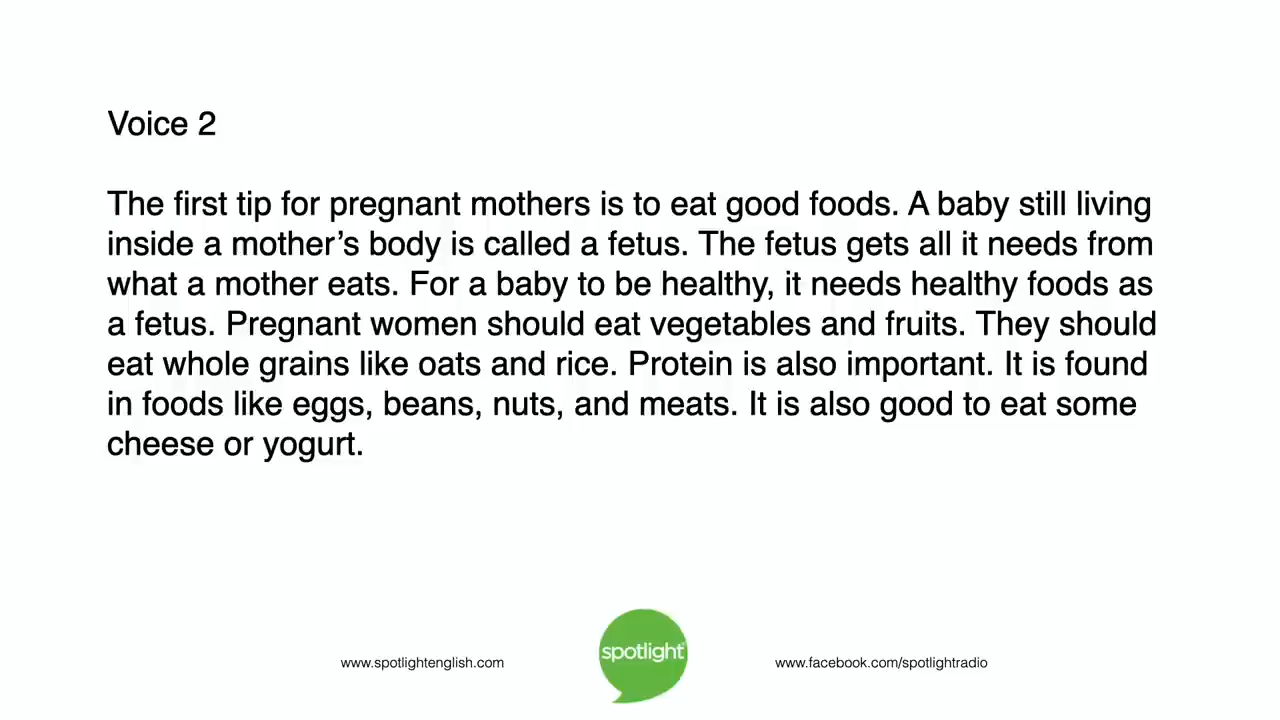 Voice 2
The first tip for pregnant mothers is to eat good foods. A baby still living
inside a mother’s body is called a fetus. The fetus gets all it needs from
what a mother eats. For a baby to be healthy, it needs healthy foods as
a fetus. Pregnant women should eat vegetables and fruits. They should
eat whole grains like oats and rice. Protein is also important. It is found
in foods like eggs, beans, nuts, and meats. It is also good to eat some
cheese or yogurt.
www.spotlightenglish.com
spotlight
www.facebook.com/spotlightradio